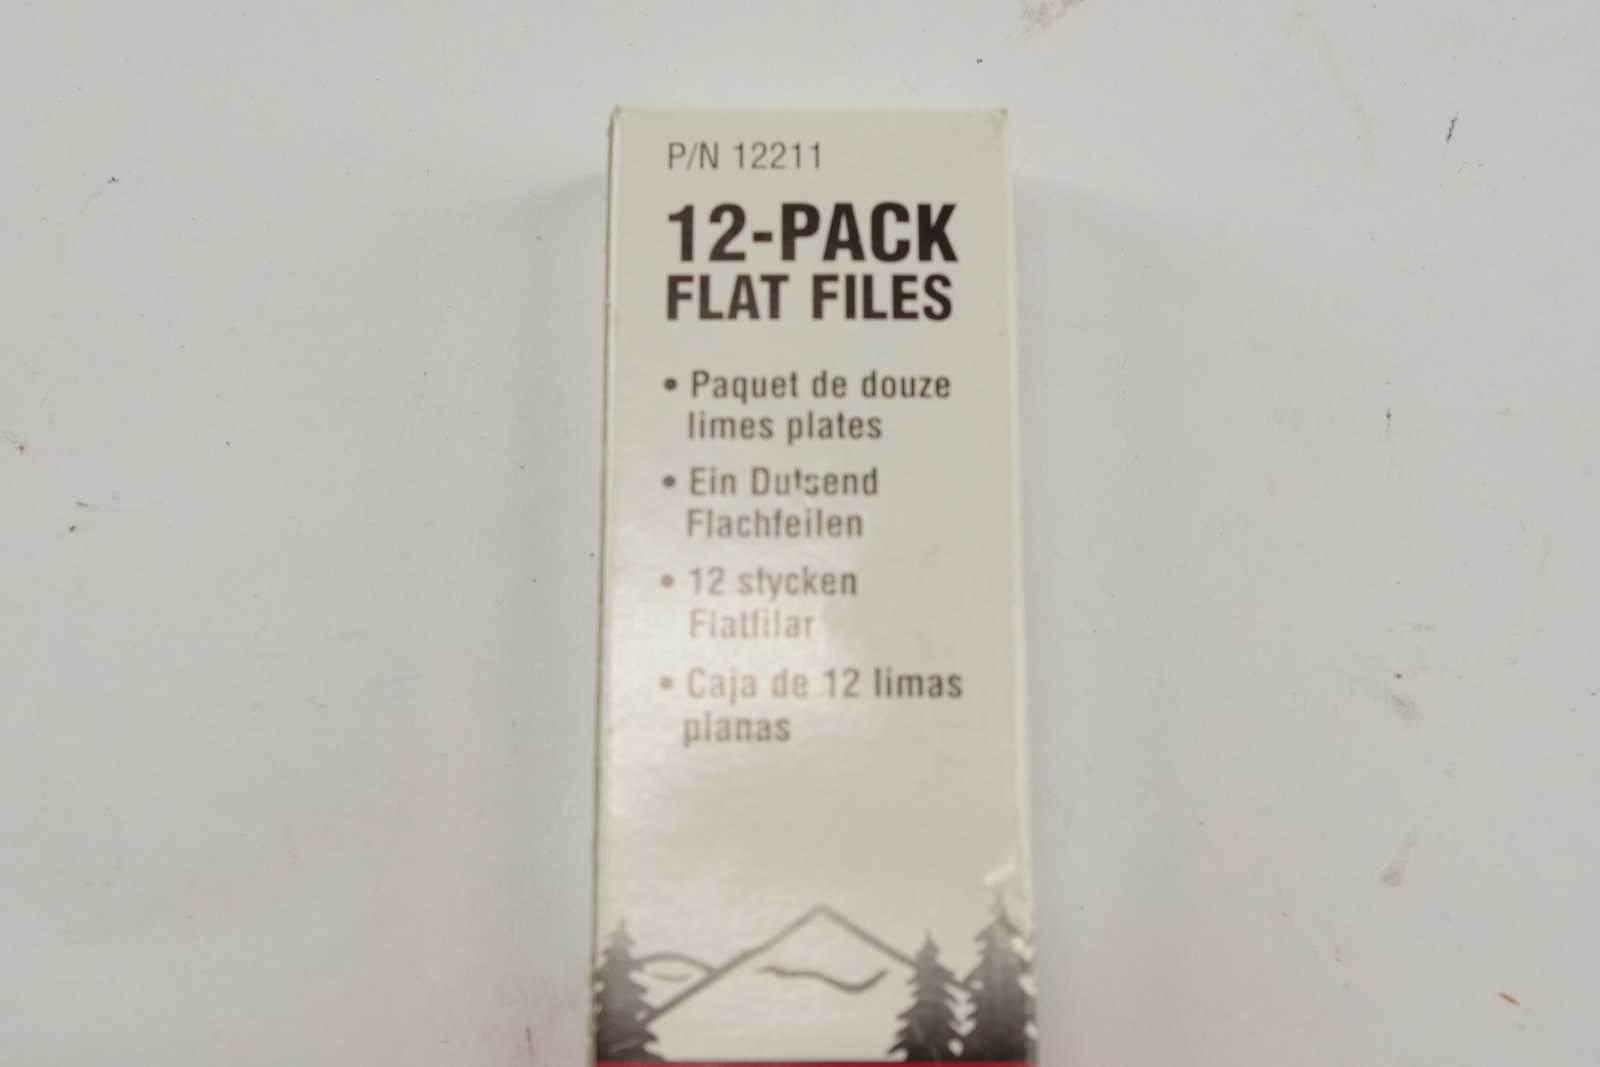 P/N 12211
12-PACK
FLAT FILES
• Paquet de douze
limes plates
• Ein Dutsend
Flachfeilen
• 12 stycken
Flatfilar
• Caja de 12 limas
planas